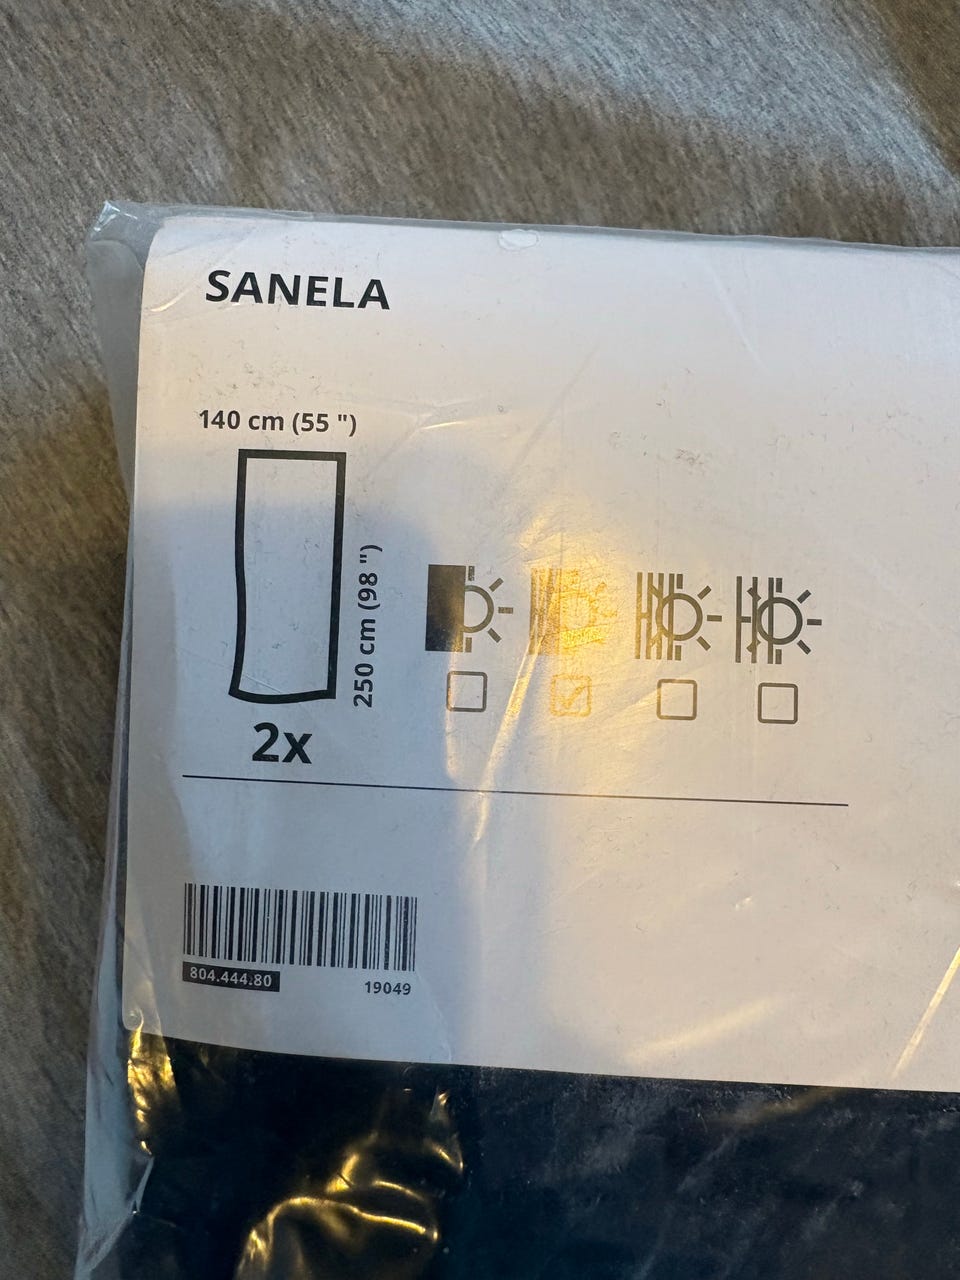 SANELA
140 cm (55 ")
250 cm (98 ")
2x
804.444.80
19049